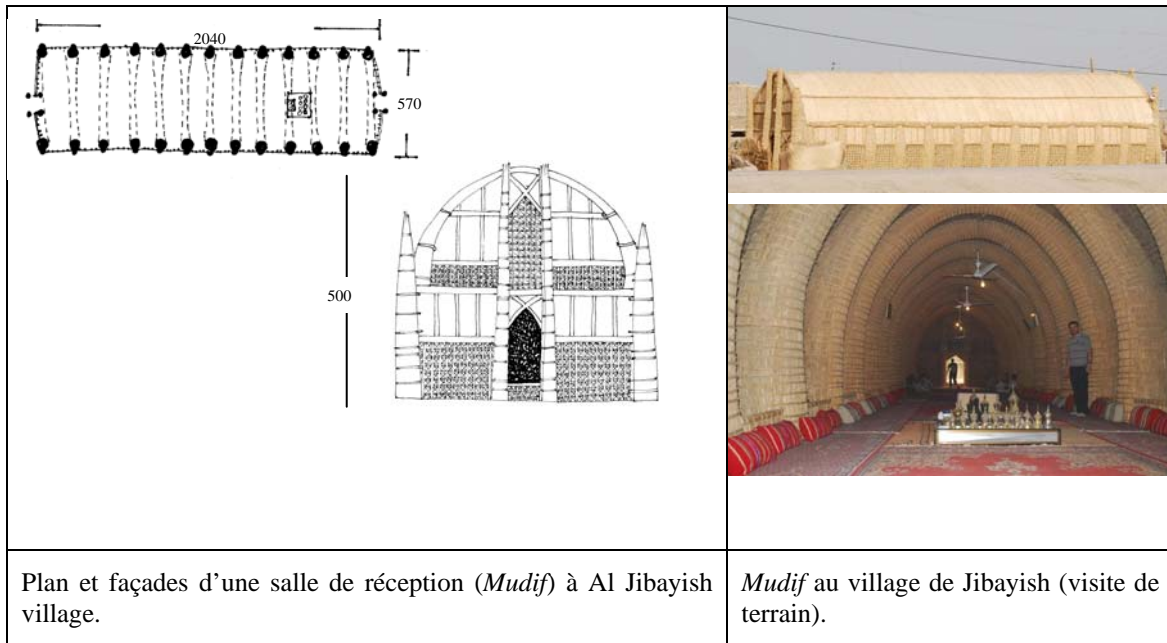 2040
570
500
Plan et façades d’une salle de réception (Mudif) à Al Jibayish
village.
Mudif au village de Jibayish (visite de
terrain).